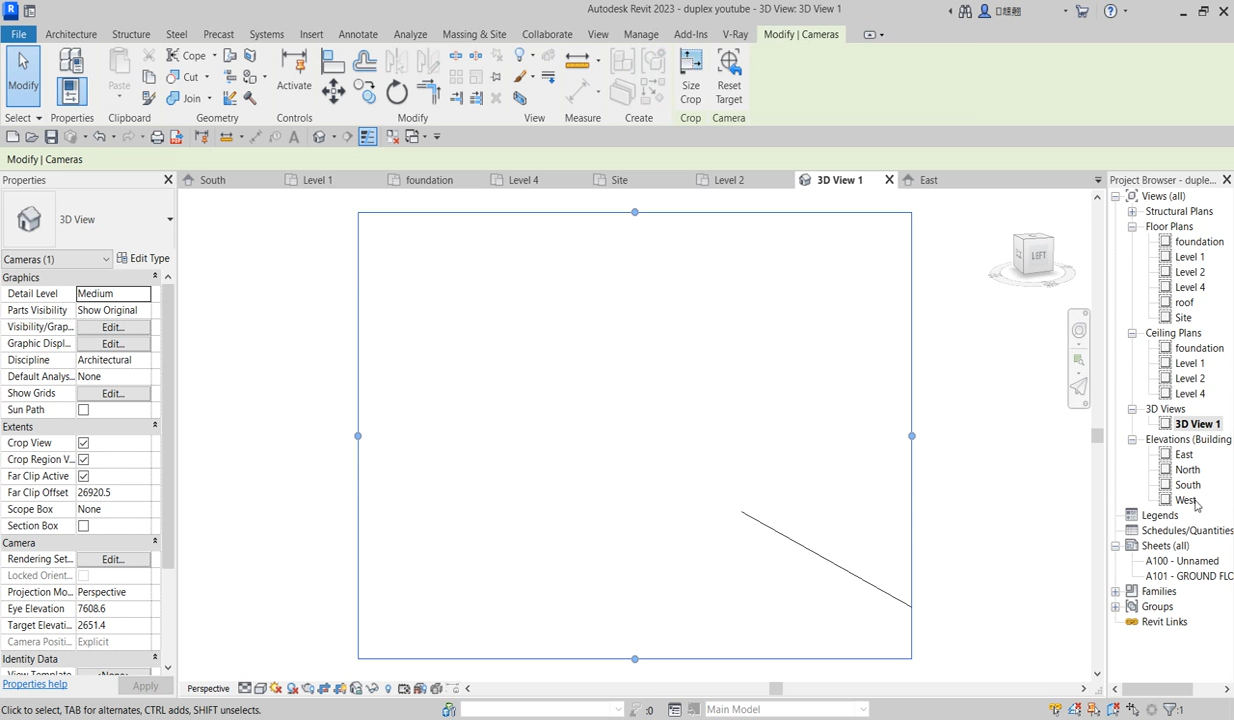 Autodesk Revit 2023 - duplex youtube - 3D View: 3D View 1
File Architecture Structure Steel Precast Systems Insert Annotate Analyze Massing & Site Collaborate View Manage Add-Ins V-Ray Modify | Cameras
Cope
Cut
Join
Modify Paste Activate Size Crop Reset Target
Select Properties Clipboard Geometry Controls Modify View Measure Create Crop Camera
Modify | Cameras
Properties
South Level 1 foundation Level 4 Site Level 2 3D View 1 East
Project Browser - duple...
3D View
Cameras (1) Edit Type
Graphics
Detail Level Medium
Parts Visibility Show Original
Visibility/Grap... Edit...
Graphic Displ... Edit...
Discipline Architectural
Default Analys... None
Show Grids Edit...
Sun Path
Extents
Crop View
Crop Region V...
Far Clip Active
Far Clip Offset 26920.5
Scope Box None
Section Box
Camera
Rendering Set... Edit...
Locked Orient...
Projection Mo... Perspective
Eye Elevation 7608.6
Target Elevati... 2651.4
Camera Positi... Explicit
Identity Data
View Template <None>
Properties help Apply
LEFT
Views (all)
Structural Plans
Floor Plans
foundation
Level 1
Level 2
Level 4
roof
Site
Ceiling Plans
foundation
Level 1
Level 2
Level 4
3D Views
3D View 1
Elevations (Building
East
North
South
West
Legends
Schedules/Quantities
Sheets (all)
A100 - Unnamed
A101 - GROUND FLO
Families
Groups
Revit Links
Perspective
Click to select, TAB for alternates, CTRL adds, SHIFT unselects.
:0 Main Model :1